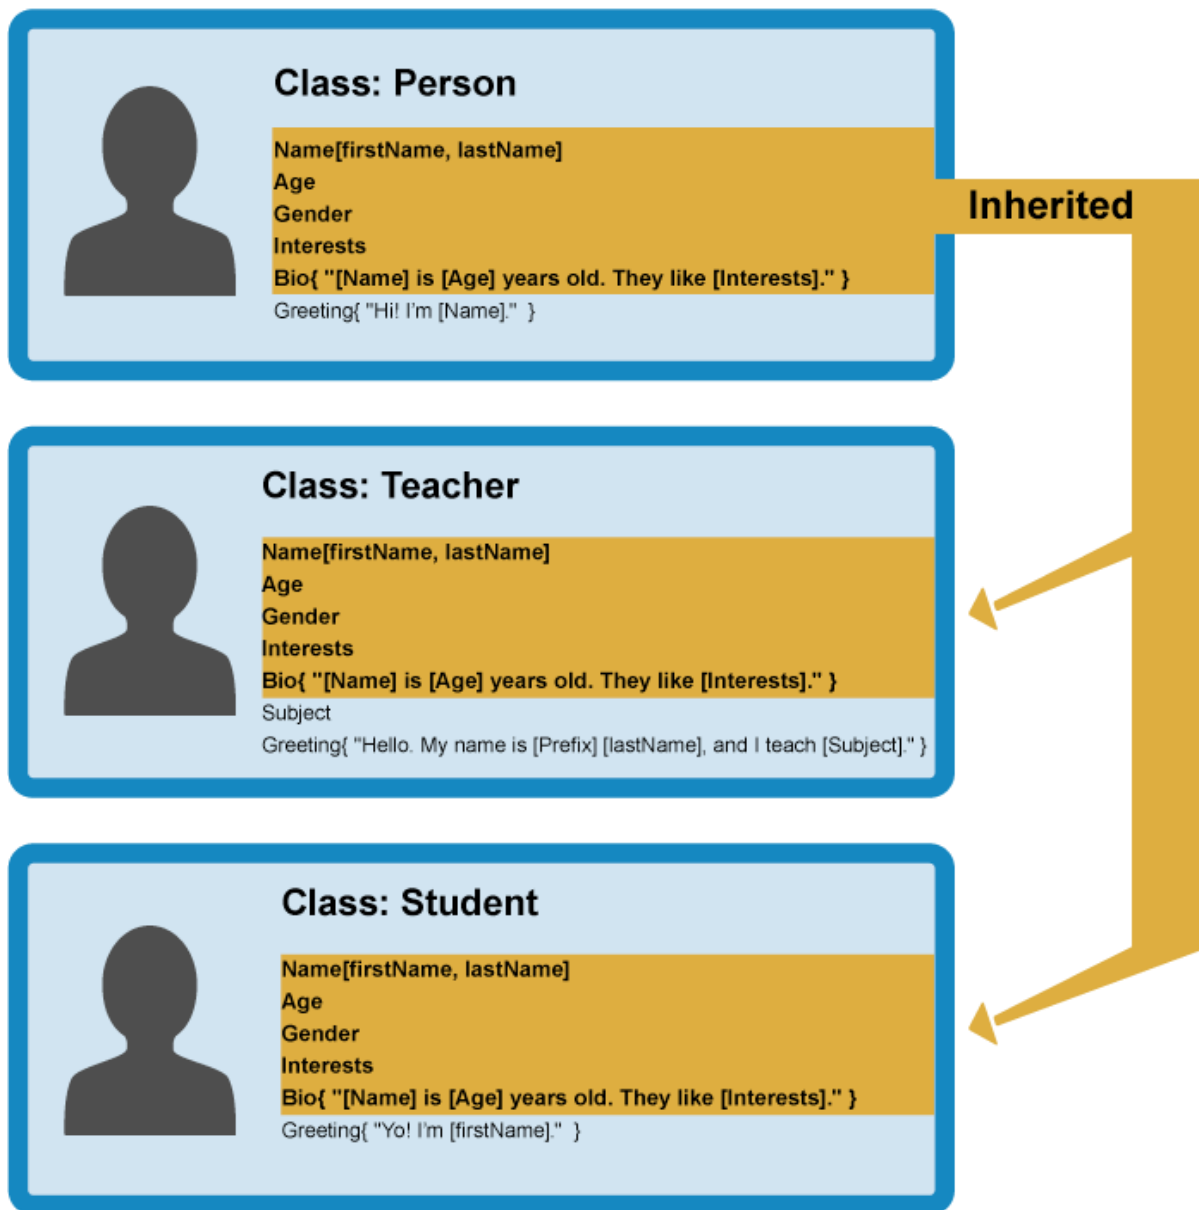 Class: Person
Name[firstName, lastName]
Age
Gender
Interests
Bio{ "[Name] is [Age] years old. They like [Interests]." }
Greeting{ "Hi! I'm [Name]."  }
Inherited
Class: Teacher
Name[firstName, lastName]
Age
Gender
Interests
Bio{ "[Name] is [Age] years old. They like [Interests]." }
Subject
Greeting{ "Hello. My name is [Prefix] [lastName], and I teach [Subject]." }
Class: Student
Name[firstName, lastName]
Age
Gender
Interests
Bio{ "[Name] is [Age] years old. They like [Interests]." }
Greeting{ "Yo! I'm [firstName]."  }